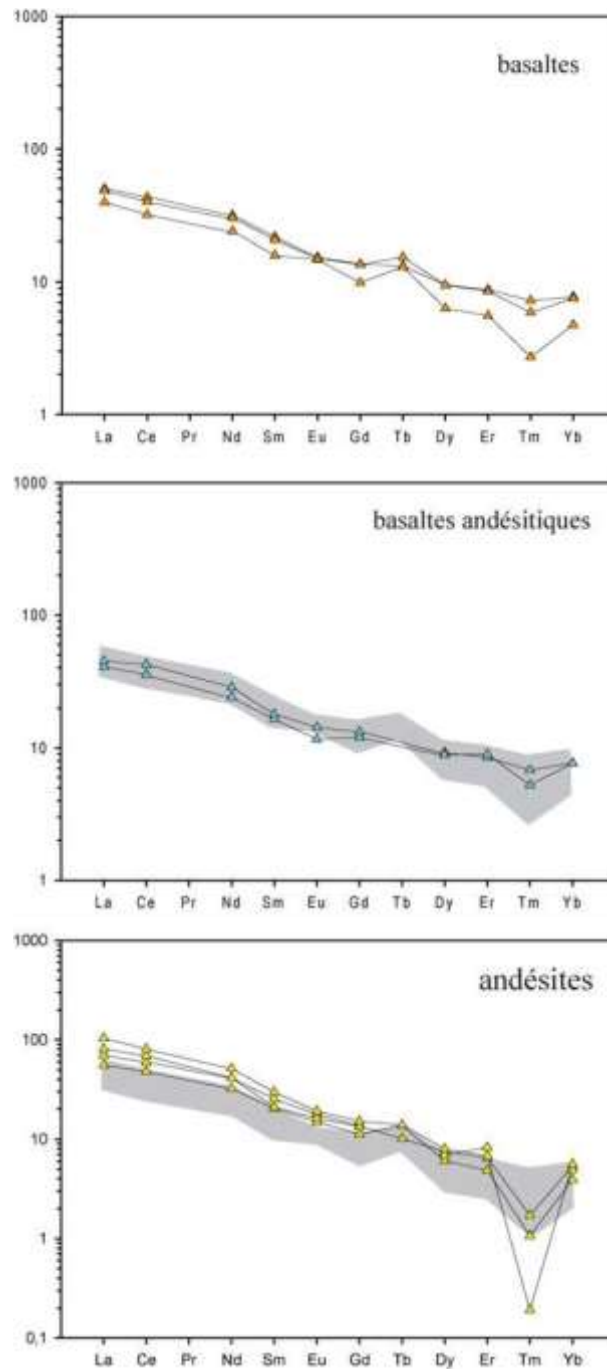 1000
basaltes
100
10
1
La Ce Pr Nd Sm Eu Gd Tb Dy Er Tm Yb
1000
basaltes andésitiques
100
10
1
La Ce Pr Nd Sm Eu Gd Tb Dy Er Tm Yb
1000
andésites
100
10
1
0,1
La Ce Pr Nd Sm Eu Gd Tb Dy Er Tm Yb